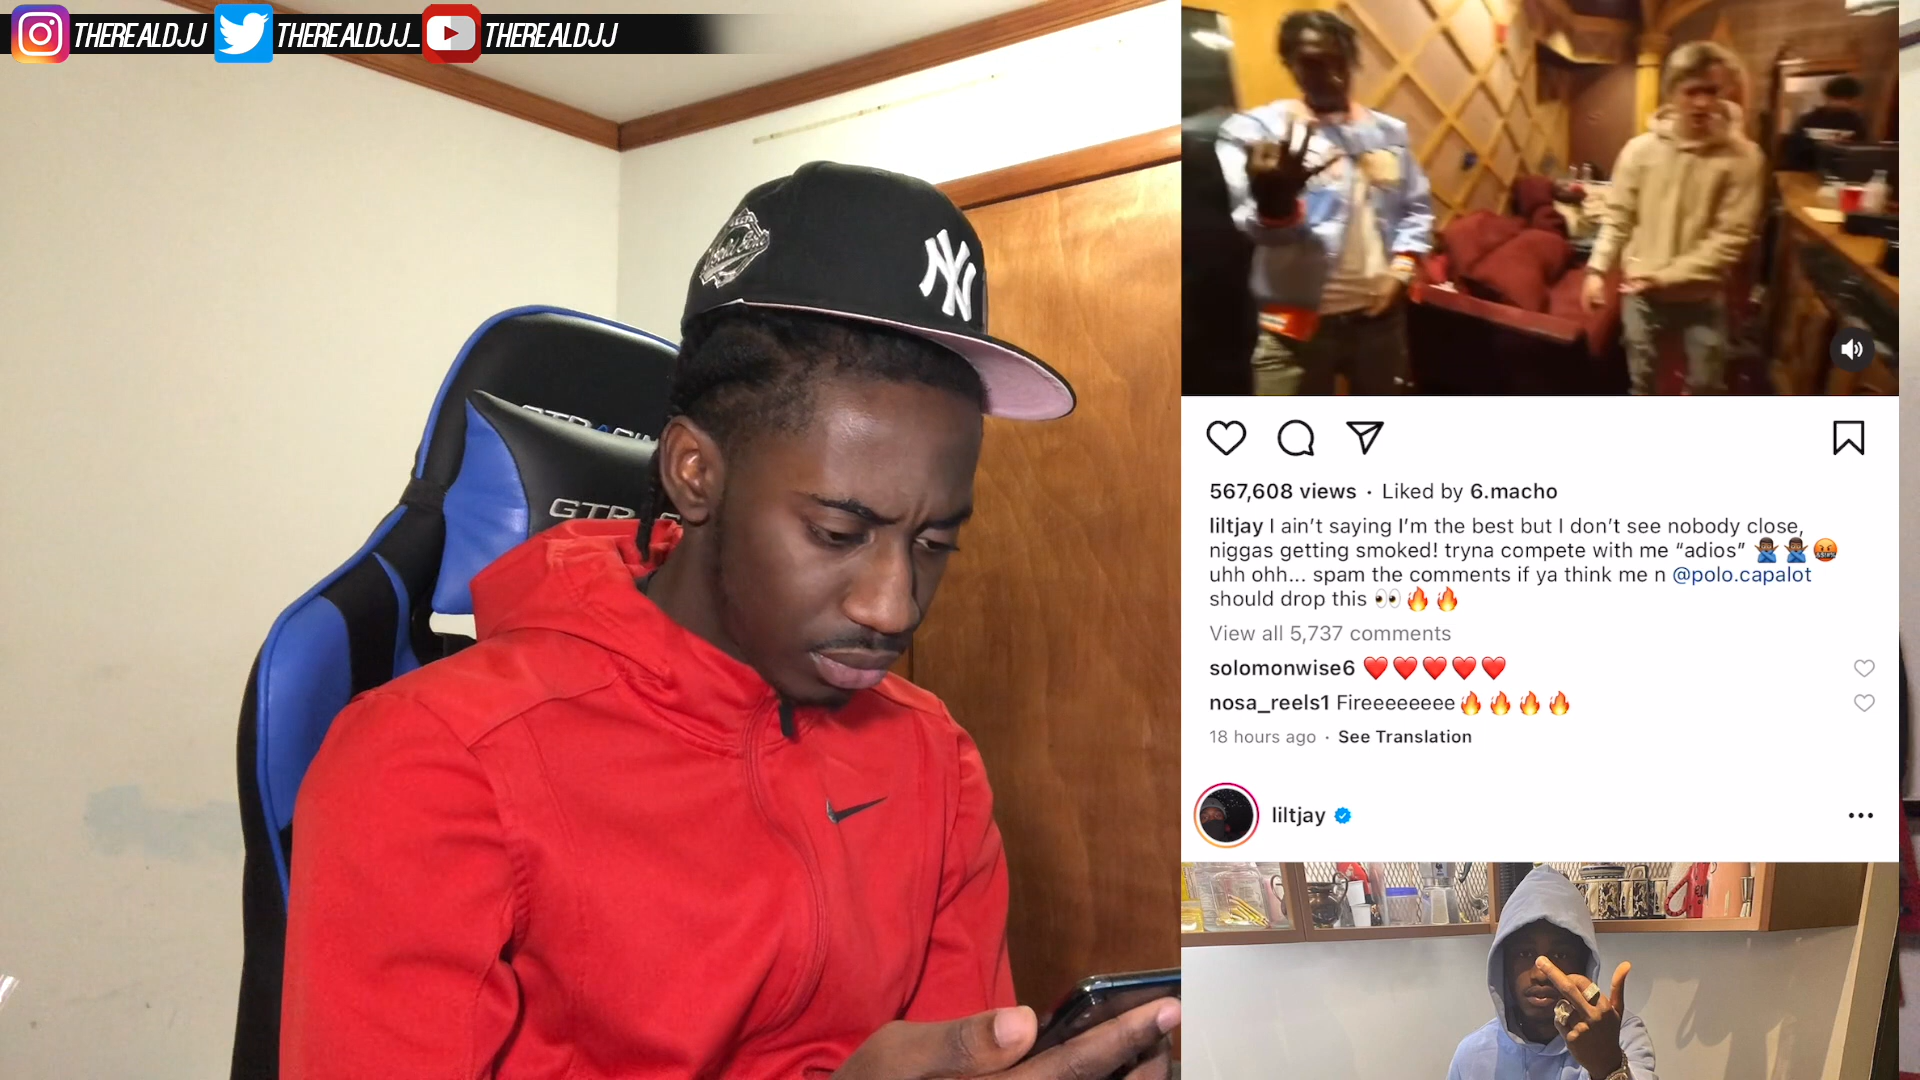 THEREALDJJ THEREALDJJ_ THEREALDJJ
NY
GTRACING
GTR
567,608 views · Liked by 6.macho
liltjay I ain't saying I'm the best but I don't see nobody close,
niggas getting smoked! tryna compete with me “adios” 🙅🏾‍♂️🙅🏾‍♂️🤬
uhh ohh... spam the comments if ya think me n @polo.capalot
should drop this 👀🔥🔥
View all 5,737 comments
solomonwise6 ❤️❤️❤️❤️❤️
nosa_reels1 Fireeeeeeee🔥🔥🔥🔥
18 hours ago · See Translation
liltjay